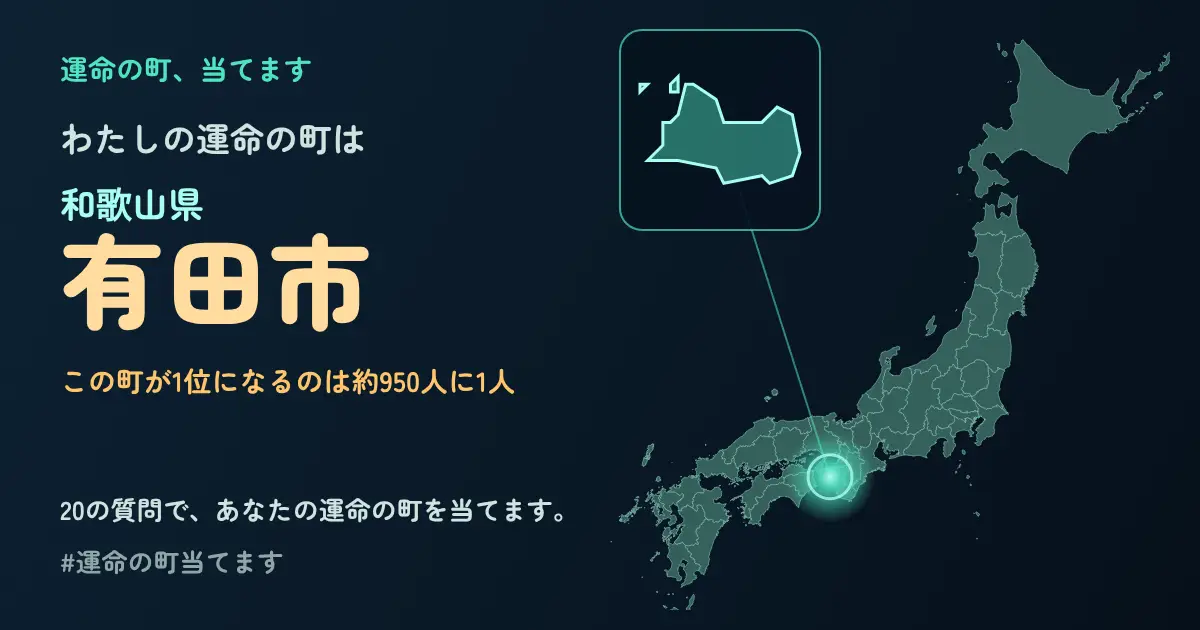 運命の町、当てます
わたしの運命の町は
和歌山県
有田市
この町が1位になるのは約950人に1人
20の質問で、あなたの運命の町を当てます。
#運命の町当てます